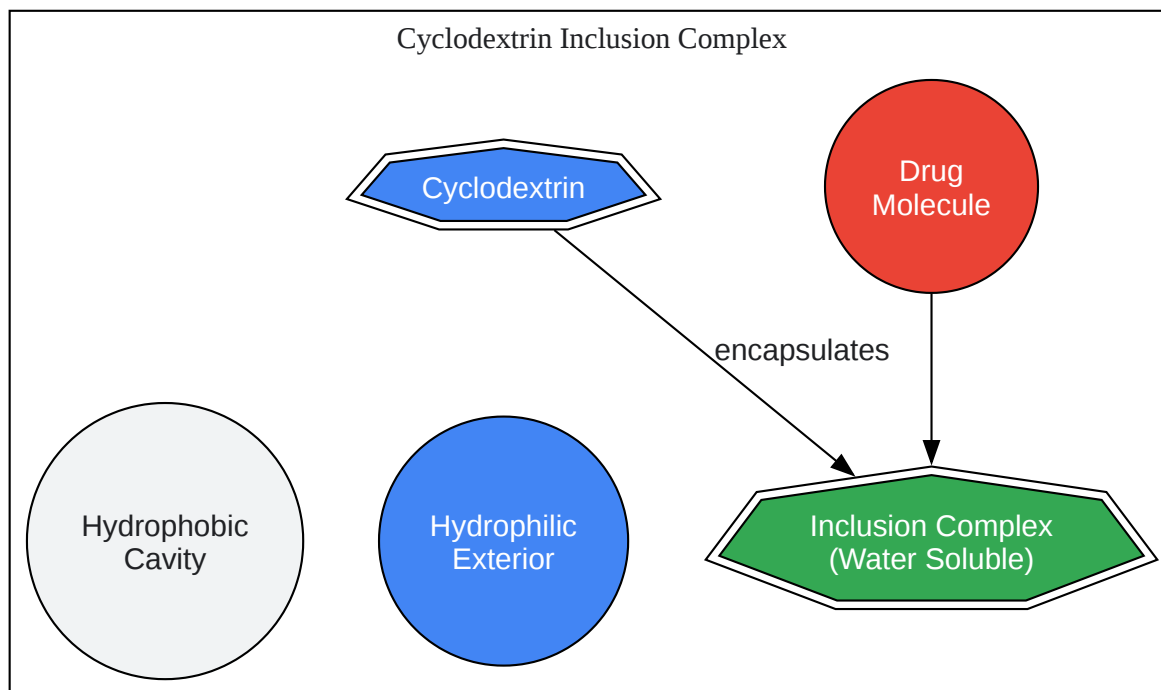 Cyclodextrin Inclusion Complex
Cyclodextrin
Drug
Molecule
encapsulates
Hydrophobic
Cavity
Hydrophilic
Exterior
Inclusion Complex
(Water Soluble)